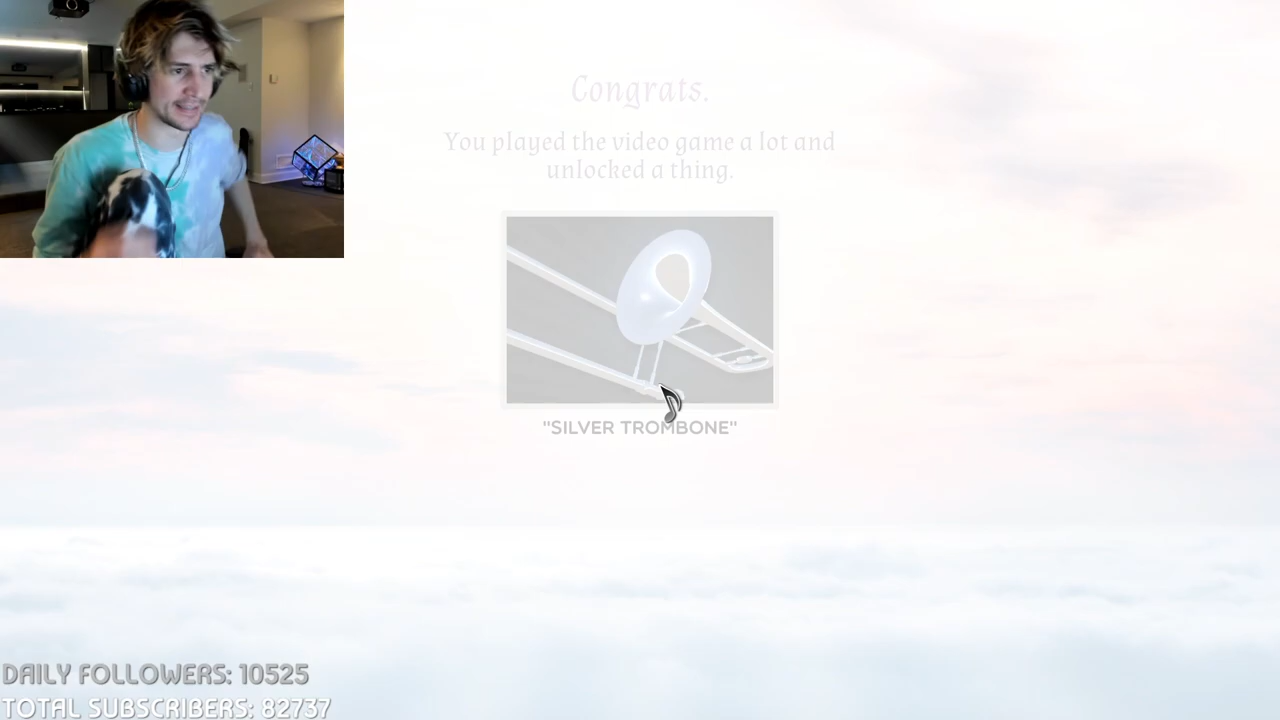 Congrats.
You played the video game a lot and
unlocked a thing.
"SILVER TROMBONE"
DAILY FOLLOWERS: 10525
TOTAL SUBSCRIBERS: 82737